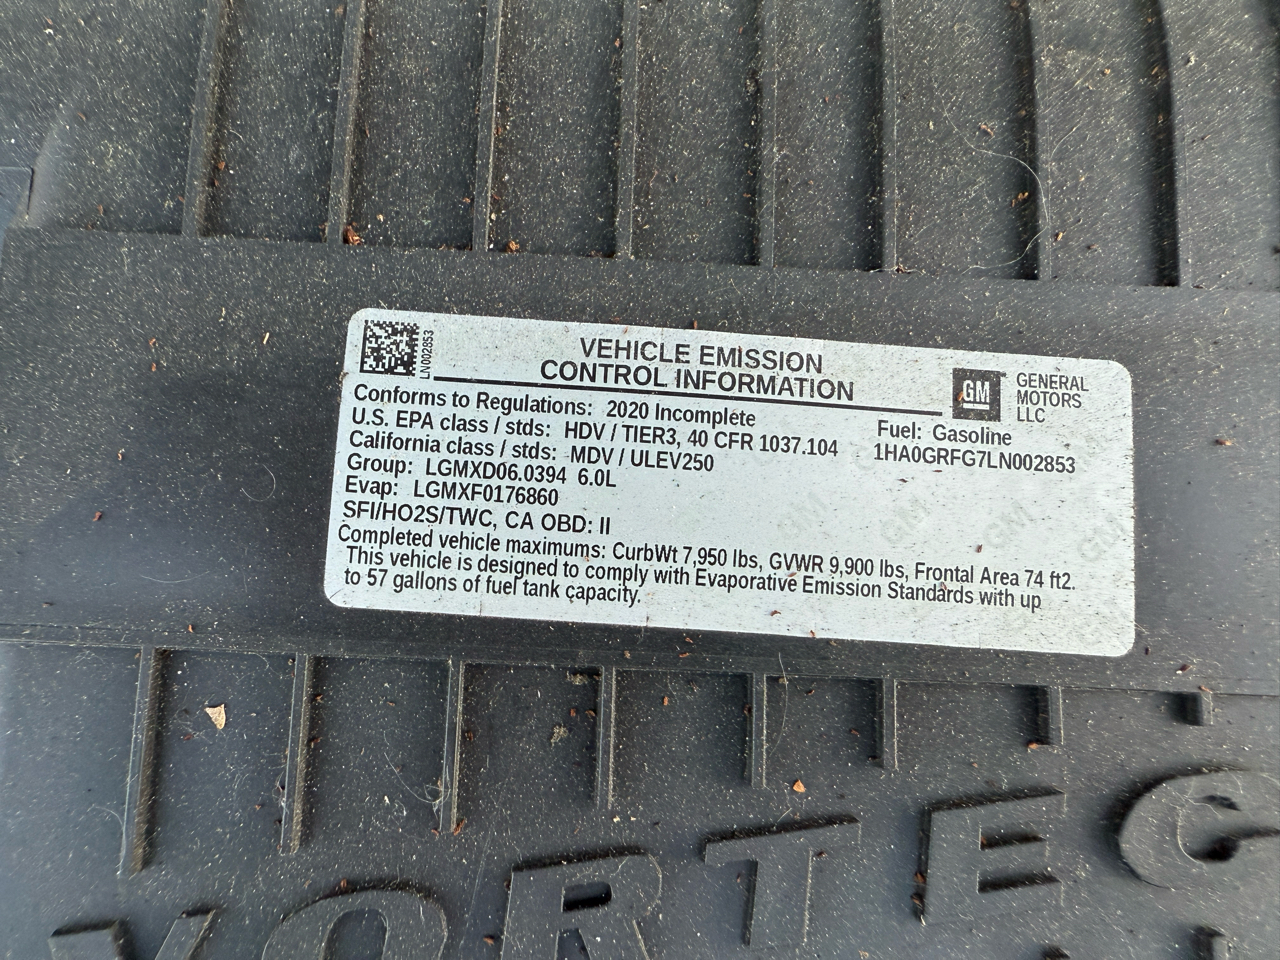 LN002853
VEHICLE EMISSION
CONTROL INFORMATION
GM
GENERAL
MOTORS
LLC
Conforms to Regulations: 2020 Incomplete
Fuel: Gasoline
U.S. EPA class / stds: HDV / TIER3, 40 CFR 1037.104
1HA0GRFG7LN002853
California class / stds: MDV / ULEV250
Group: LGMXD06.0394 6.0L
Evap: LGMXF0176860
SFI/HO2S/TWC, CA OBD: II
Completed vehicle maximums: CurbWt 7,950 lbs, GVWR 9,900 lbs, Frontal Area 74 ft2.
This vehicle is designed to comply with Evaporative Emission Standards with up
to 57 gallons of fuel tank capacity.
VORTEC